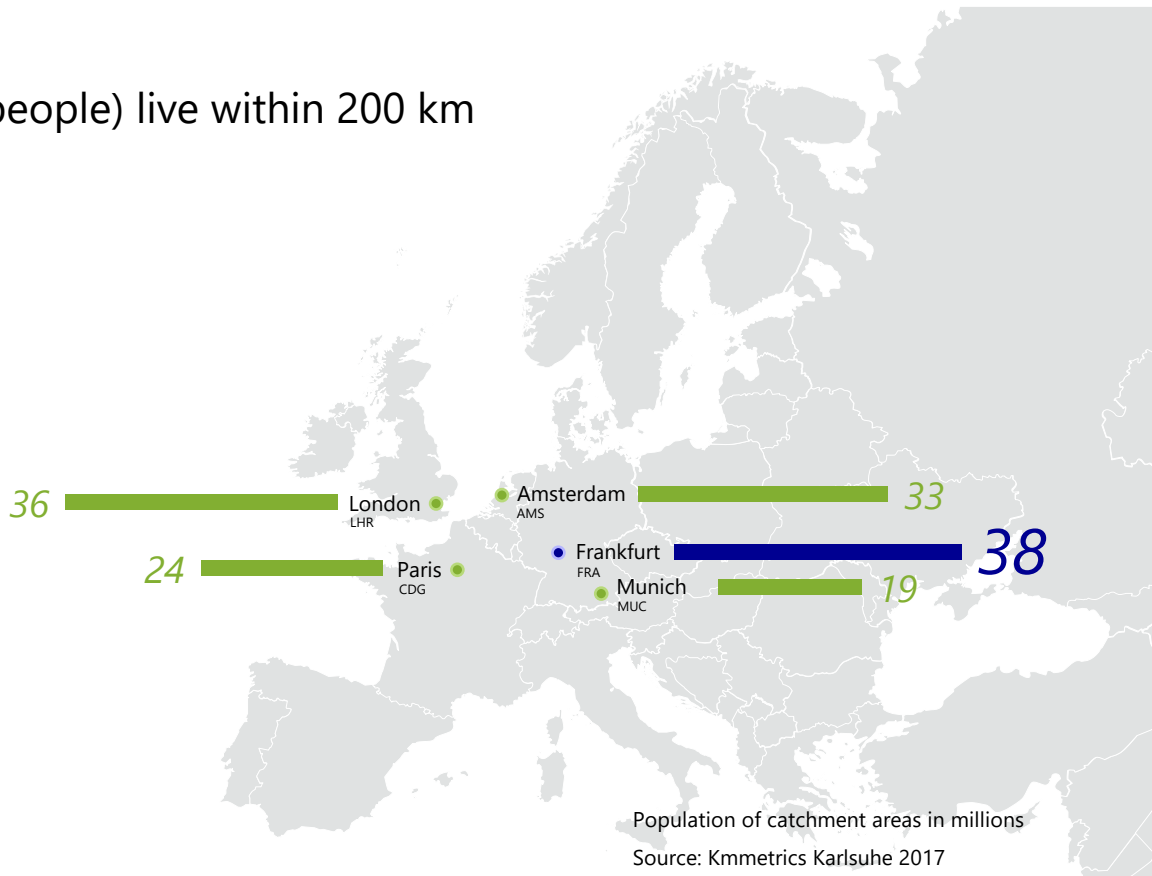 people) live within 200 km
36
London
LHR
Amsterdam
AMS
33
24
Paris
CDG
Frankfurt
FRA
38
Munich
MUC
19
Population of catchment areas in millions
Source: Kmmetrics Karlsuhe 2017